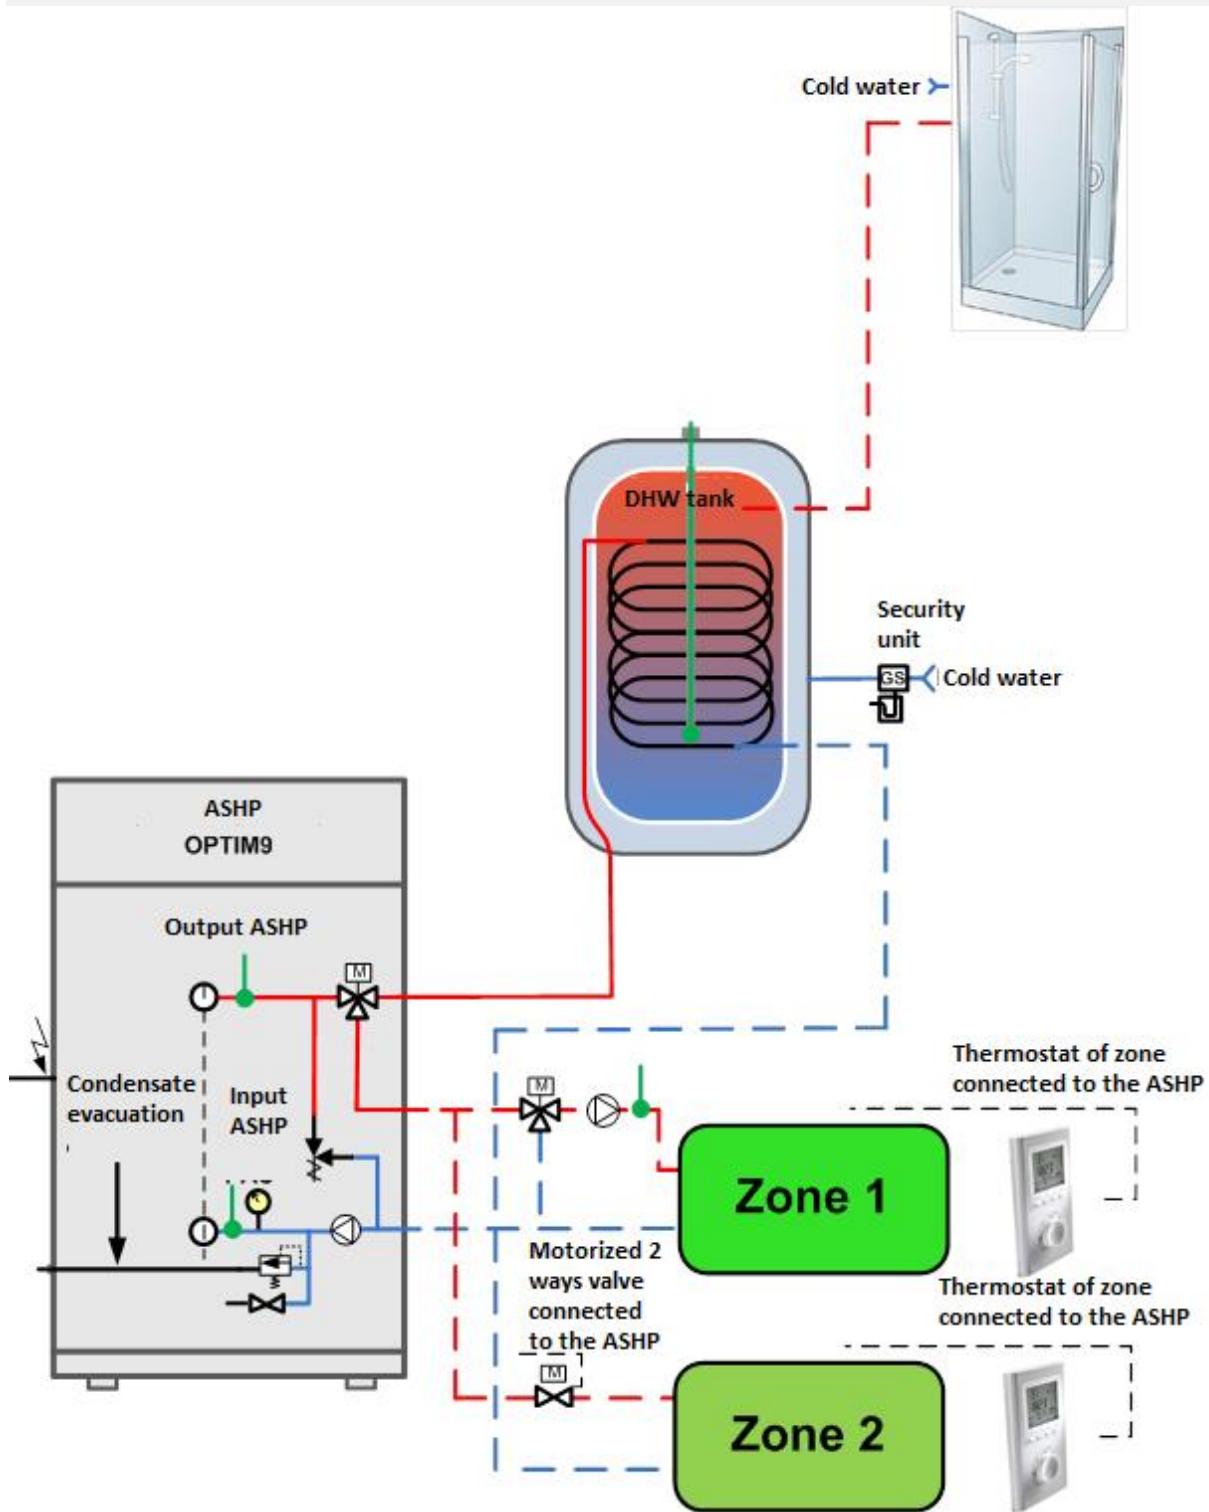 Cold water
DHW tank
Security
unit
GS
Cold water
ASHP
OPTIM9
Output ASHP
M
Condensate
evacuation
Input
ASHP
M
Thermostat of zone
connected to the ASHP
Zone 1
Motorized 2
ways valve
connected
to the ASHP
M
Thermostat of zone
connected to the ASHP
Zone 2